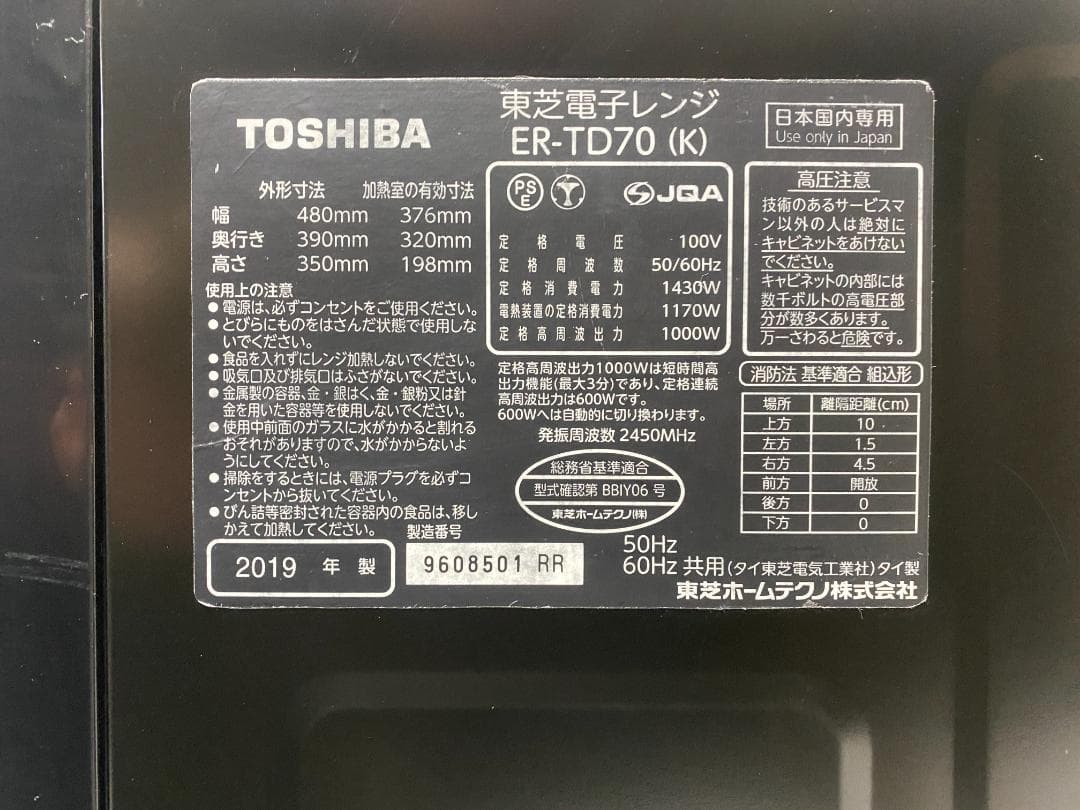 TOSHIBA
東芝電子レンジ
ER-TD70 (K)
日本国内専用
Use only in Japan
外形寸法 加熱室の有効寸法
幅 480mm 376mm
奥行き 390mm 320mm
高さ 350mm 198mm
使用上の注意
●電源は、必ずコンセントをご使用ください。
●とびらにものをはさんだ状態で使用しな
いでください。
●食品を入れずにレンジ加熱しないでください。
●吸気口及び排気口はふさがないでください。
●金属製の容器、金・銀はく、金・銀粉又は針
金を用いた容器等を使用しないでください。
●使用中前面のガラスに水がかかると割れる
おそれがありますので、水がかからないよ
うにしてください。
●掃除をするときには、電源プラグを必ずコ
ンセントから抜いてください。
●びん詰等密封された容器内の食品は、移し
かえて加熱してください。
PS
E
JQA
定格電圧 100V
定格周波数 50/60Hz
定格消費電力 1430W
電熱装置の定格消費電力 1170W
定格高周波出力 1000W
定格高周波出力1000Wは短時間高
出力機能(最大3分)であり、定格連続
高周波出力は600Wです。
600Wへは自動的に切り換わります。
発振周波数 2450MHz
総務省基準適合
型式確認第 BBIY06 号
東芝ホームテクノ(株)
高圧注意
技術のあるサービスマ
ン以外の人は絶対に
キャビネットをあけない
でください。
キャビネットの内部には
数千ボルトの高電圧部
分が数多くあります。
万一さわると危険です。
消防法 基準適合 組込形
場所 離隔距離(cm)
上方 10
左方 1.5
右方 4.5
前方 開放
後方 0
下方 0
2019 年 製
製造番号
9608501 RR
50Hz
60Hz 共用 (タイ東芝電気工業社) タイ製
東芝ホームテクノ株式会社